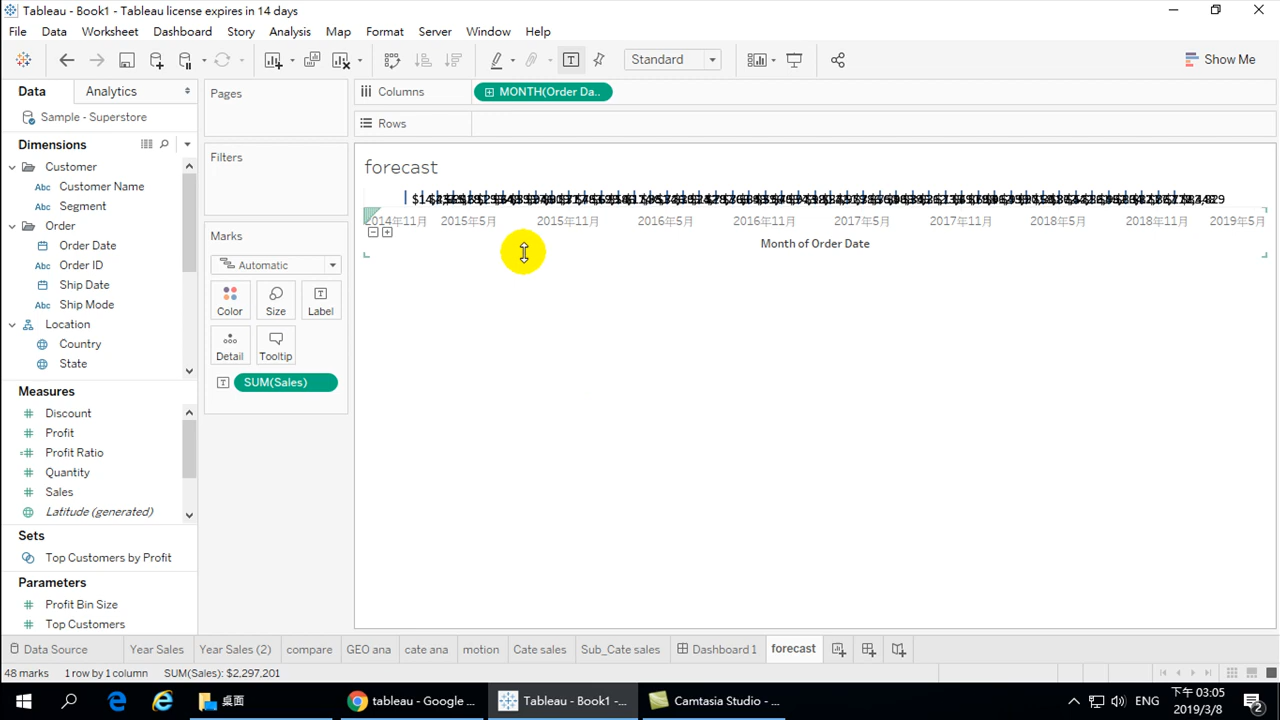 Tableau - Book1 - Tableau license expires in 14 days
File Data Worksheet Dashboard Story Analysis Map Format Server Window Help
Standard
Show Me
Data Analytics
Sample - Superstore
Dimensions
Customer
Abc Customer Name
Abc Segment
Order
Order Date
Abc Order ID
Ship Date
Abc Ship Mode
Location
Country
State
Measures
Discount
Profit
Profit Ratio
Quantity
Sales
Latitude (generated)
Sets
Top Customers by Profit
Parameters
Profit Bin Size
Top Customers
Pages
Filters
Marks
Automatic
Color Size Label
Detail Tooltip
SUM(Sales)
Columns MONTH(Order Da..
Rows
forecast
2014年11月 2015年5月 2015年11月 2016年5月 2016年11月 2017年5月 2017年11月 2018年5月 2018年11月 2019年5月
Month of Order Date
Data Source Year Sales Year Sales (2) compare GEO ana cate ana motion Cate sales Sub_Cate sales Dashboard 1 forecast
48 marks 1 row by 1 column SUM(Sales): $2,297,201
桌面
tableau - Google ...
Tableau - Book1 -...
Camtasia Studio - ...
ENG
下午 03:05
2019/3/8
2